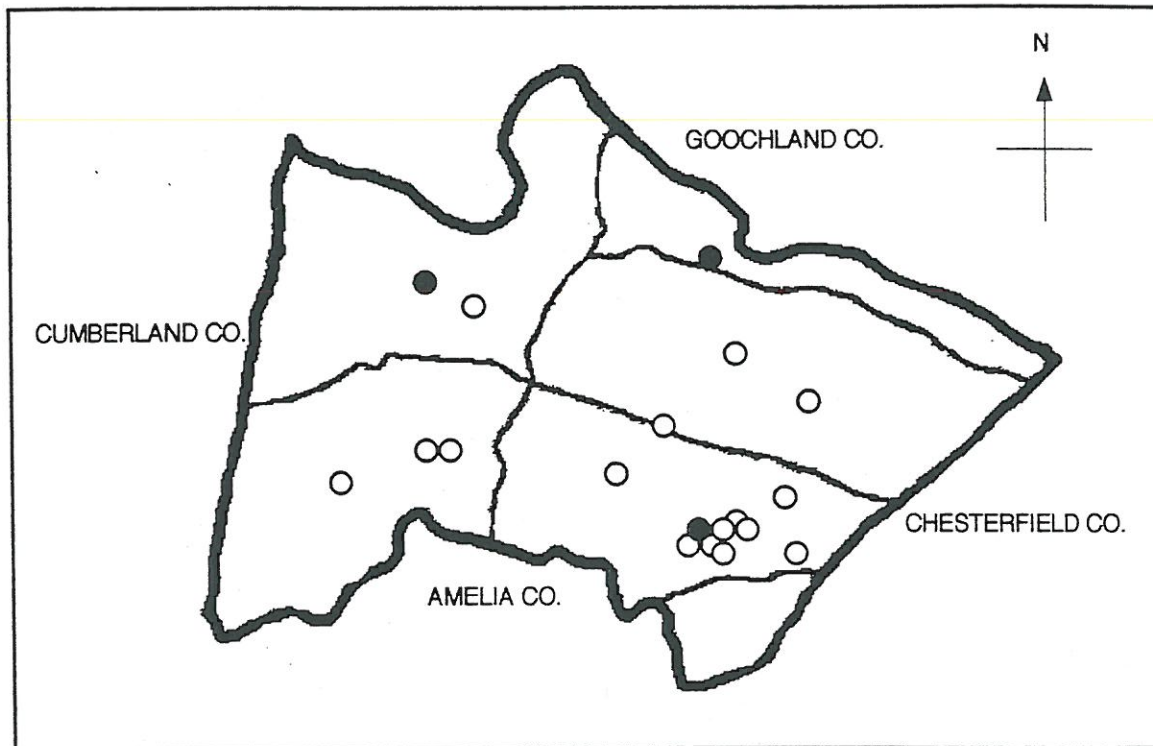 N
GOOCHLAND CO.
CUMBERLAND CO.
CHESTERFIELD CO.
AMELIA CO.